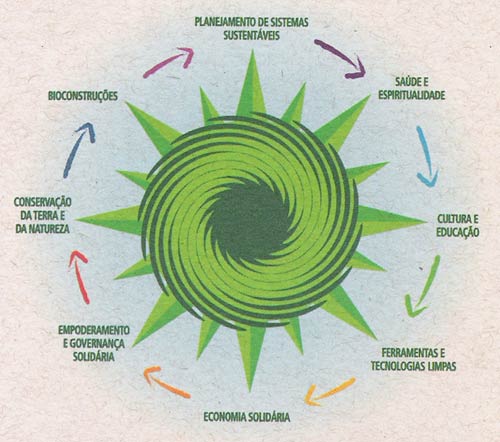 PLANEJAMENTO DE SISTEMAS
SUSTENTÁVEIS
SAÚDE E
ESPIRITUALIDADE
CULTURA E
EDUCAÇÃO
FERRAMENTAS E
TECNOLOGIAS LIMPAS
ECONOMIA SOLIDÁRIA
EMPODERAMENTO
E GOVERNANÇA
SOLIDÁRIA
CONSERVAÇÃO
DA TERRA E
DA NATUREZA
BIOCONSTRUÇÕES